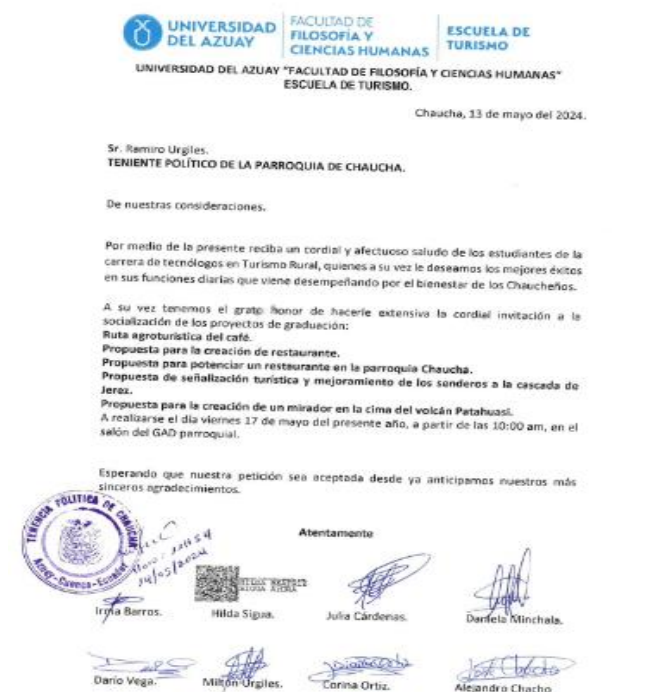 UNIVERSIDAD DEL AZUAY
FACULTAD DE FILOSOFÍA Y CIENCIAS HUMANAS
ESCUELA DE TURISMO
UNIVERSIDAD DEL AZUAY "FACULTAD DE FILOSOFÍA Y CIENCIAS HUMANAS"
ESCUELA DE TURISMO.
Chaucha, 13 de mayo del 2024.
Sr. Ramiro Urgiles.
TENIENTE POLÍTICO DE LA PARROQUIA DE CHAUCHA.
De nuestras consideraciones.
Por medio de la presente reciba un cordial y afectuoso saludo de los estudiantes de la
carrera de tecnólogos en Turismo Rural, quienes a su vez le deseamos los mejores éxitos
en sus funciones diarias que viene desempeñando por el bienestar de los Chaucheños.
A su vez tenemos el grato honor de hacerle extensiva la cordial invitación a la
socialización de los proyectos de graduación:
Ruta agroturística del café.
Propuesta para la creación de restaurante.
Propuesta para potenciar un restaurante en la parroquia Chaucha.
Propuesta de señalización turística y mejoramiento de los senderos a la cascada de
Jerez.
Propuesta para la creación de un mirador en la cima del volcán Patahuasi.
A realizarse el día viernes 17 de mayo del presente año, a partir de las 10:00 am, en el
salón del GAD parroquial.
Esperando que nuestra petición sea aceptada desde ya anticipamos nuestros más
sinceros agradecimientos.
Atentamente
TENENCIA POLITICA DE CHAUCHA
Azuay-Cuenca-Ecuador
14/05/2024
Irma Barros.
Hilda Sigua.
Julia Cárdenas.
Daniela Minchala.
Darío Vega.
Milton Urgiles.
Corina Ortiz.
Alejandro Chacho